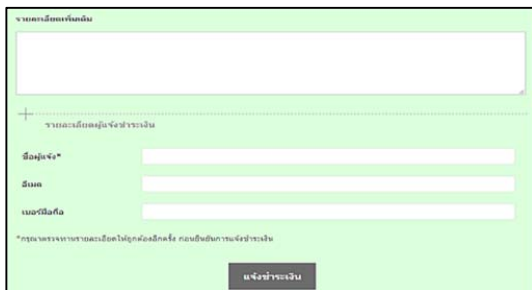 รายละเอียดเพิ่มเติม
รายละเอียดผู้แจ้งชำระเงิน
ชื่อผู้แจ้ง*
อีเมล
เบอร์มือถือ
*กรุณาตรวจทานรายละเอียดให้ถูกต้องอีกครั้ง ก่อนยืนยันการแจ้งชำระเงิน
แจ้งชำระเงิน